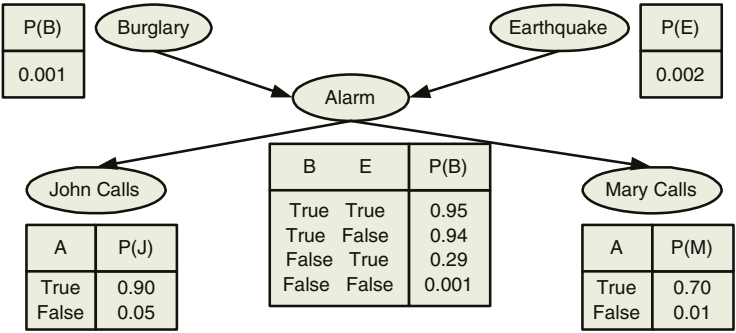 P(B)
0.001
Burglary
Earthquake
P(E)
0.002
Alarm
John Calls
Mary Calls
B E P(B)
True True 0.95
True False 0.94
False True 0.29
False False 0.001
A P(J)
True 0.90
False 0.05
A P(M)
True 0.70
False 0.01